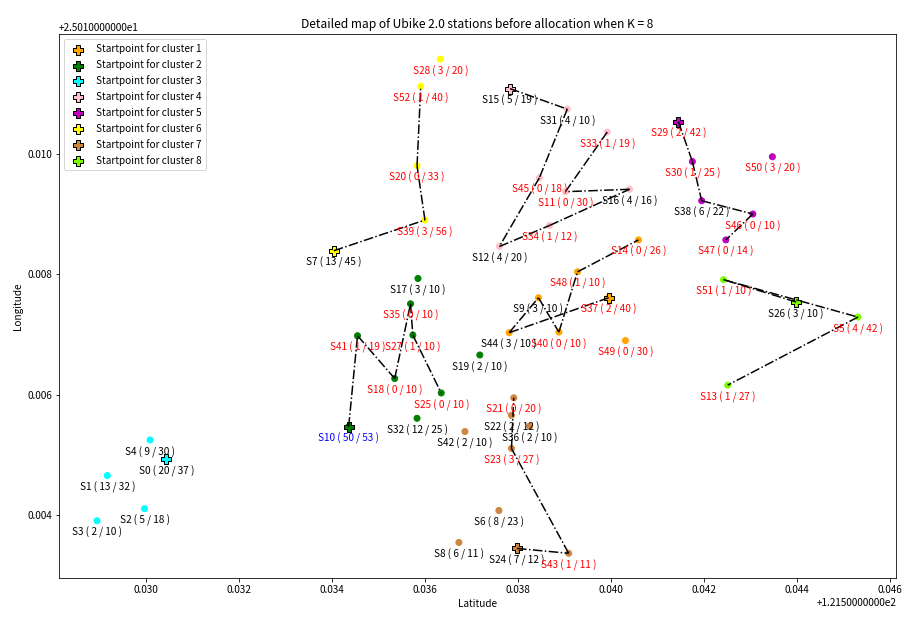 Detailed map of Ubike 2.0 stations before allocation when K = 8
+2.5010000000e1
Startpoint for cluster 1
Startpoint for cluster 2
Startpoint for cluster 3
Startpoint for cluster 4
Startpoint for cluster 5
Startpoint for cluster 6
Startpoint for cluster 7
Startpoint for cluster 8
S28 ( 3 / 20 )
S52 ( 1 / 40 )
S15 ( 5 / 19 )
S31 ( 4 / 10 )
S29 ( 2 / 42 )
S33 ( 1 / 19 )
0.010
S50 ( 3 / 20 )
S20 ( 0 / 33 )
S30 ( 1 / 25 )
S45 ( 0 / 18 )
S11 ( 0 / 30 )
S16 ( 4 / 16 )
S38 ( 6 / 22 )
S39 ( 3 / 56 )
S34 ( 1 / 12 )
S46 ( 0 / 10 )
S7 ( 13 / 45 )
S12 ( 4 / 20 )
S14 ( 0 / 26 )
S47 ( 0 / 14 )
0.008
S17 ( 3 / 10 )
S48 ( 1 / 10 )
S51 ( 1 / 10 )
S35 ( 0 / 10 )
S9 ( 3 / 10 )
S37 ( 2 / 40 )
S26 ( 3 / 10 )
S5 ( 4 / 42 )
S41 ( 1 / 19 )
S27 ( 1 / 10 )
S44 ( 3 / 10 )
S40 ( 0 / 10 )
S49 ( 0 / 30 )
S19 ( 2 / 10 )
S18 ( 0 / 10 )
0.006
S25 ( 0 / 10 )
S13 ( 1 / 27 )
S21 ( 0 / 20 )
S10 ( 50 / 53 )
S32 ( 12 / 25 )
S22 ( 2 / 12 )
S42 ( 2 / 10 )
S36 ( 2 / 10 )
S4 ( 9 / 30 )
S23 ( 3 / 27 )
S0 ( 20 / 37 )
S1 ( 13 / 32 )
0.004
S2 ( 5 / 18 )
S6 ( 8 / 23 )
S3 ( 2 / 10 )
S8 ( 6 / 11 )
S24 ( 7 / 12 )
S43 ( 1 / 11 )
Longitude
0.030 0.032 0.034 0.036 0.038 0.040 0.042 0.044 0.046
Latitude
+1.2150000000e2